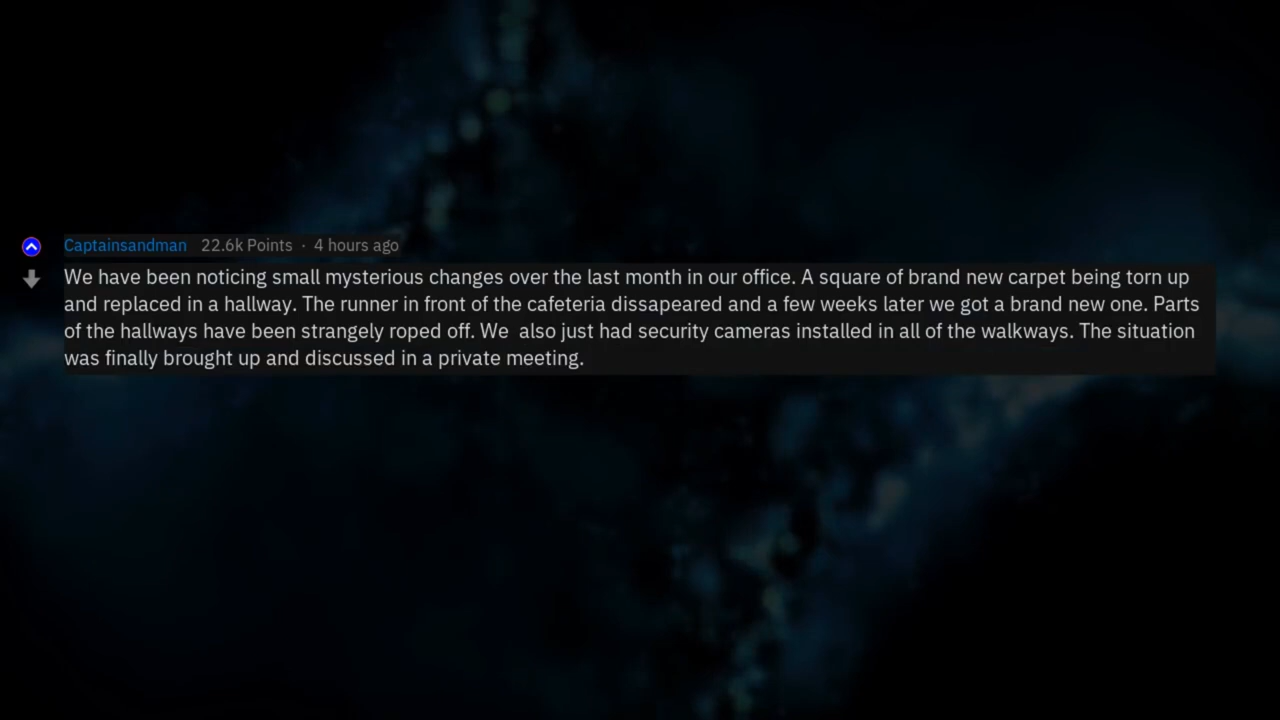 Captainsandman 22.6k Points · 4 hours ago
We have been noticing small mysterious changes over the last month in our office. A square of brand new carpet being torn up
and replaced in a hallway. The runner in front of the cafeteria dissapeared and a few weeks later we got a brand new one. Parts
of the hallways have been strangely roped off. We  also just had security cameras installed in all of the walkways. The situation
was finally brought up and discussed in a private meeting.